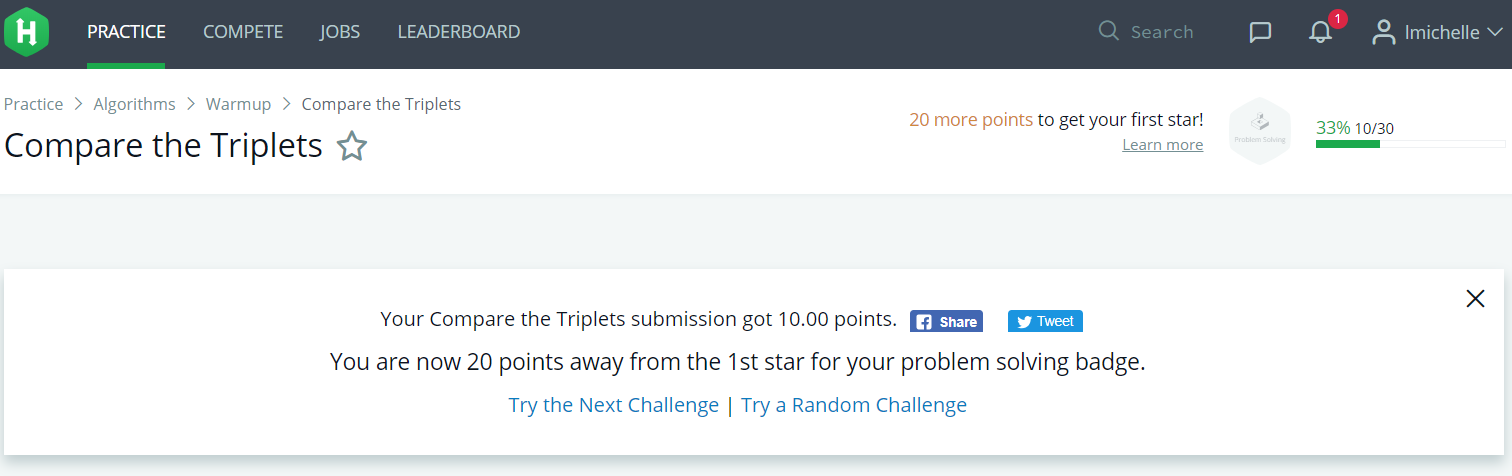 H PRACTICE COMPETE JOBS LEADERBOARD Search 1 lmichelle
Practice > Algorithms > Warmup > Compare the Triplets
Compare the Triplets
20 more points to get your first star!
Learn more
Problem Solving
33% 10/30
Your Compare the Triplets submission got 10.00 points. Share Tweet
You are now 20 points away from the 1st star for your problem solving badge.
Try the Next Challenge | Try a Random Challenge